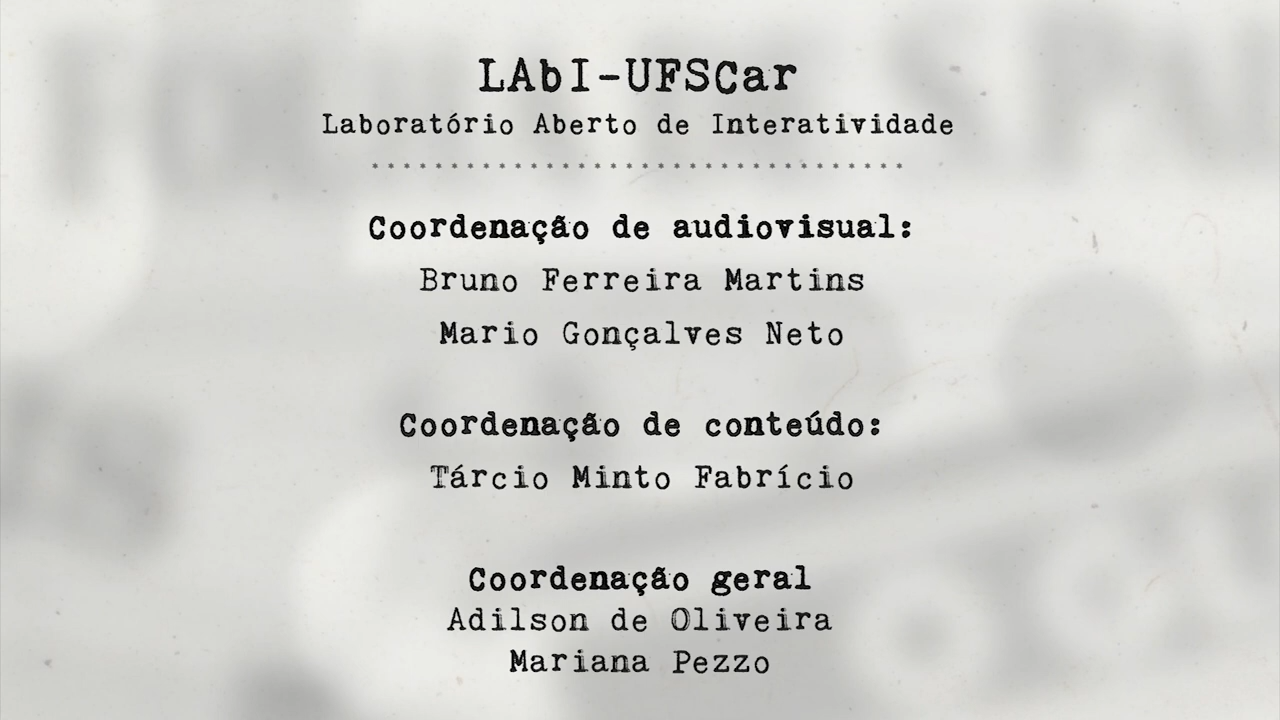 LAbI-UFSCar
Laboratório Aberto de Interatividade
Coordenação de audiovisual:
Bruno Ferreira Martins
Mario Gonçalves Neto
Coordenação de conteúdo:
Tárcio Minto Fabrício
Coordenação geral
Adilson de Oliveira
Mariana Pezzo